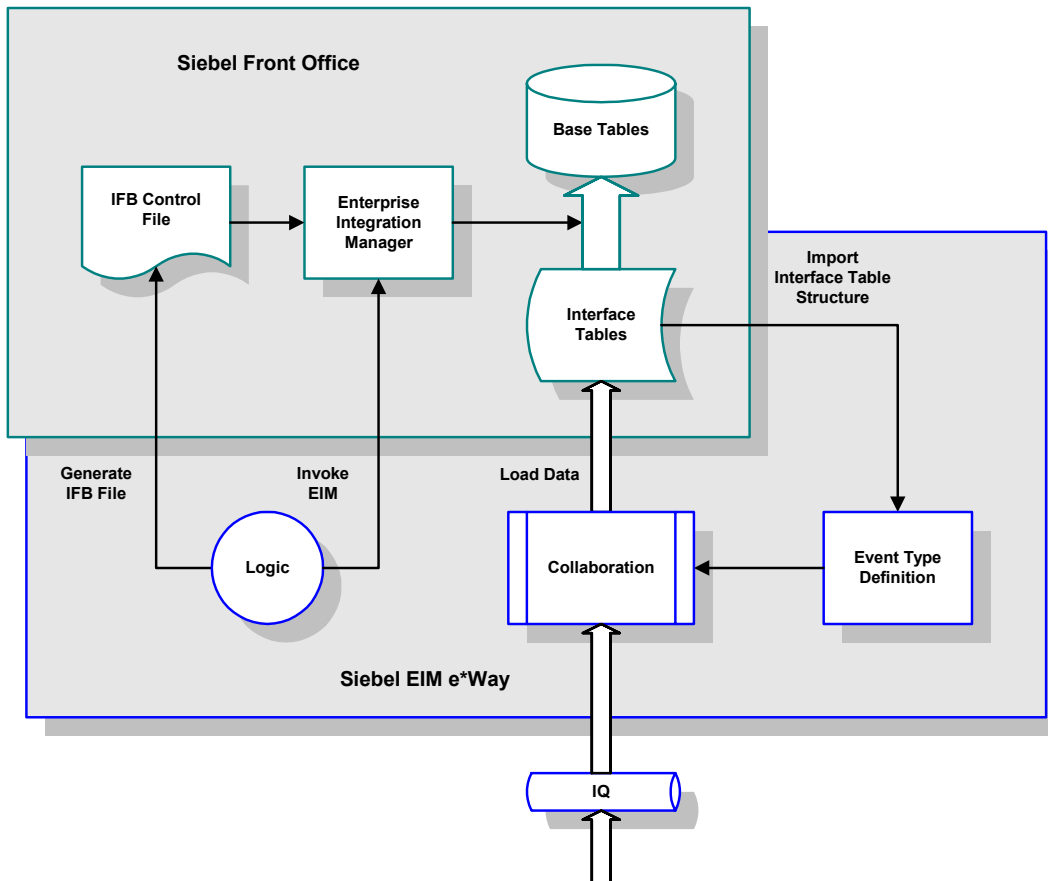 Siebel Front Office
Base Tables
IFB Control
File
Enterprise
Integration
Manager
Import
Interface Table
Structure
Interface
Tables
Generate
IFB File
Invoke
EIM
Load Data
Logic
Collaboration
Event Type
Definition
Siebel EIM e*Way
IQ